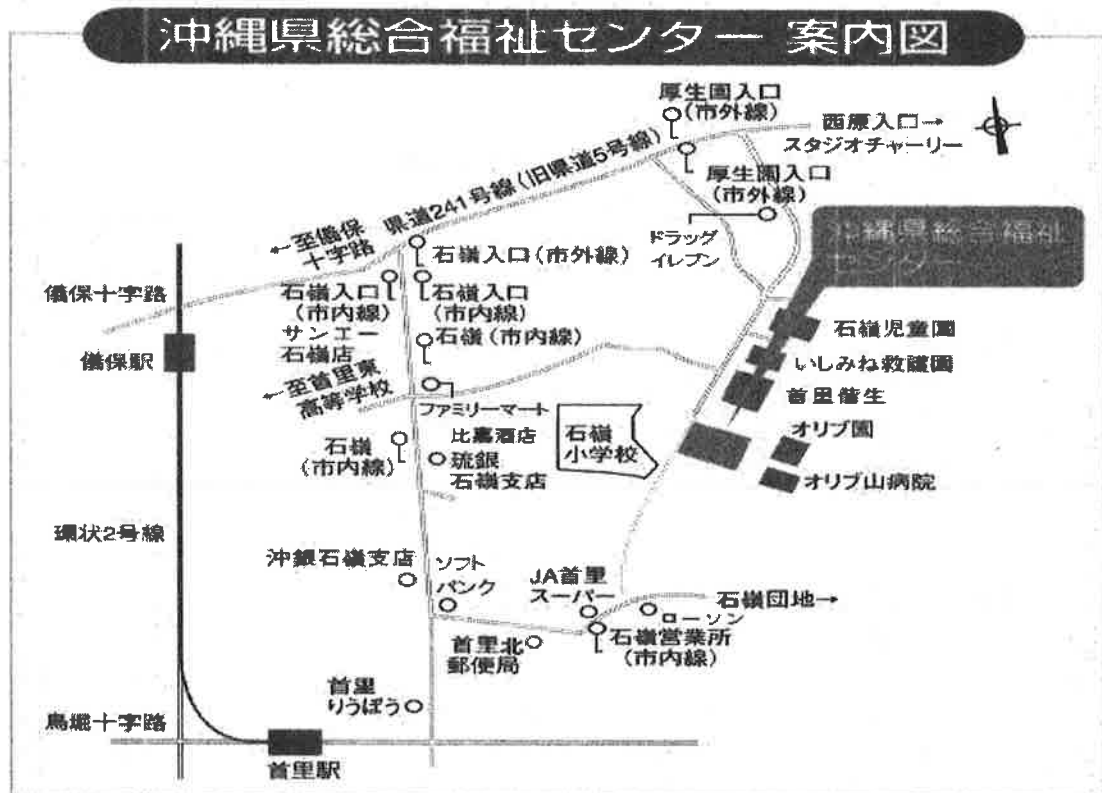 沖縄県総合福祉センター 案内図
厚生園入口
(市外線)
西原入口→
スタジオチャーリー
県道241号線(旧県道5号線)
厚生園入口
(市外線)
←至儀保
十字路
ドラッグ
イレブン
沖縄県総合福祉
センター
石嶺入口(市外線)
儀保十字路
石嶺入口
(市内線)
石嶺入口
(市内線)
サンエー
石嶺店
石嶺(市内線)
石嶺児童園
儀保駅
いしみね救護園
←至首里東
高等学校
首里偕生
ファミリーマート
比嘉酒店
石嶺
小学校
オリブ園
石嶺
(市内線)
琉銀
石嶺支店
オリブ山病院
環状2号線
沖銀石嶺支店
ソフト
バンク
JA首里
スーパー
石嶺団地→
ローソン
首里北
郵便局
石嶺営業所
(市内線)
首里
りうぼう
鳥堀十字路
首里駅